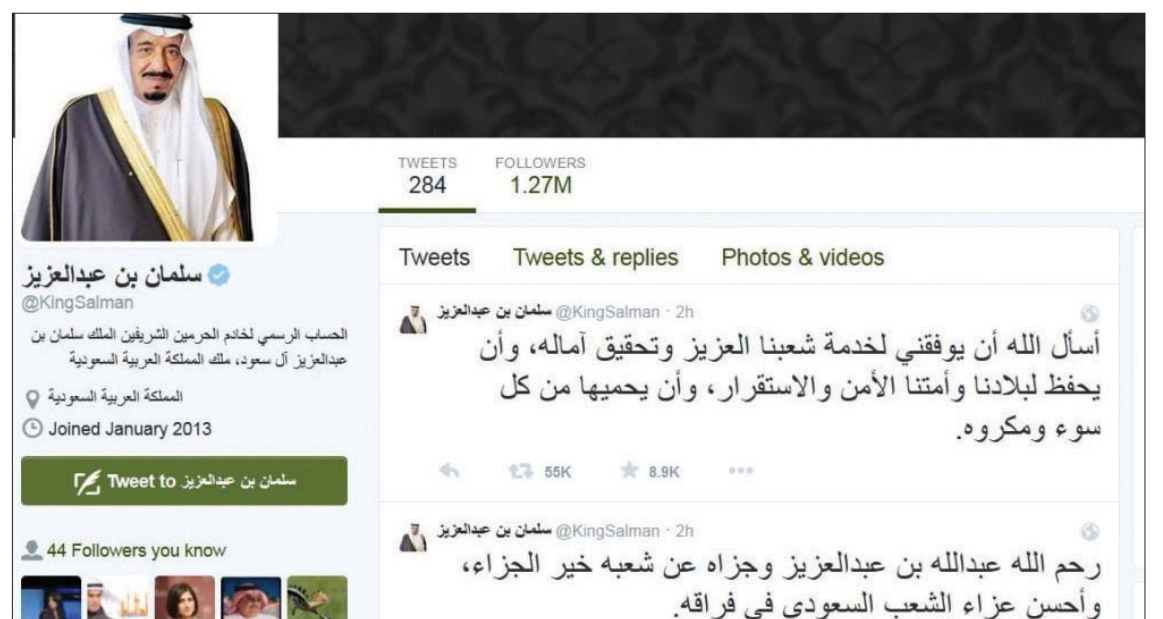 TWEETS FOLLOWERS
284 1.27M
سلمان بن عبدالعزيز
@KingSalman
الحساب الرسمي لخادم الحرمين الشريفين الملك سلمان بن
عبدالعزيز آل سعود، ملك المملكة العربية السعودية
المملكة العربية السعودية
Joined January 2013
Tweet to سلمان بن عبدالعزيز
44 Followers you know
Tweets Tweets & replies Photos & videos
سلمان بن عبدالعزيز @KingSalman · 2h
أسأل الله أن يوفقني لخدمة شعبنا العزيز وتحقيق آماله، وأن
يحفظ لبلادنا وأمتنا الأمن والاستقرار، وأن يحميها من كل
سوء ومكروه.
55K 8.9K
سلمان بن عبدالعزيز @KingSalman · 2h
رحم الله عبدالله بن عبدالعزيز وجزاه عن شعبه خير الجزاء،
وأحسن عزاء الشعب السعودي في فراقه.